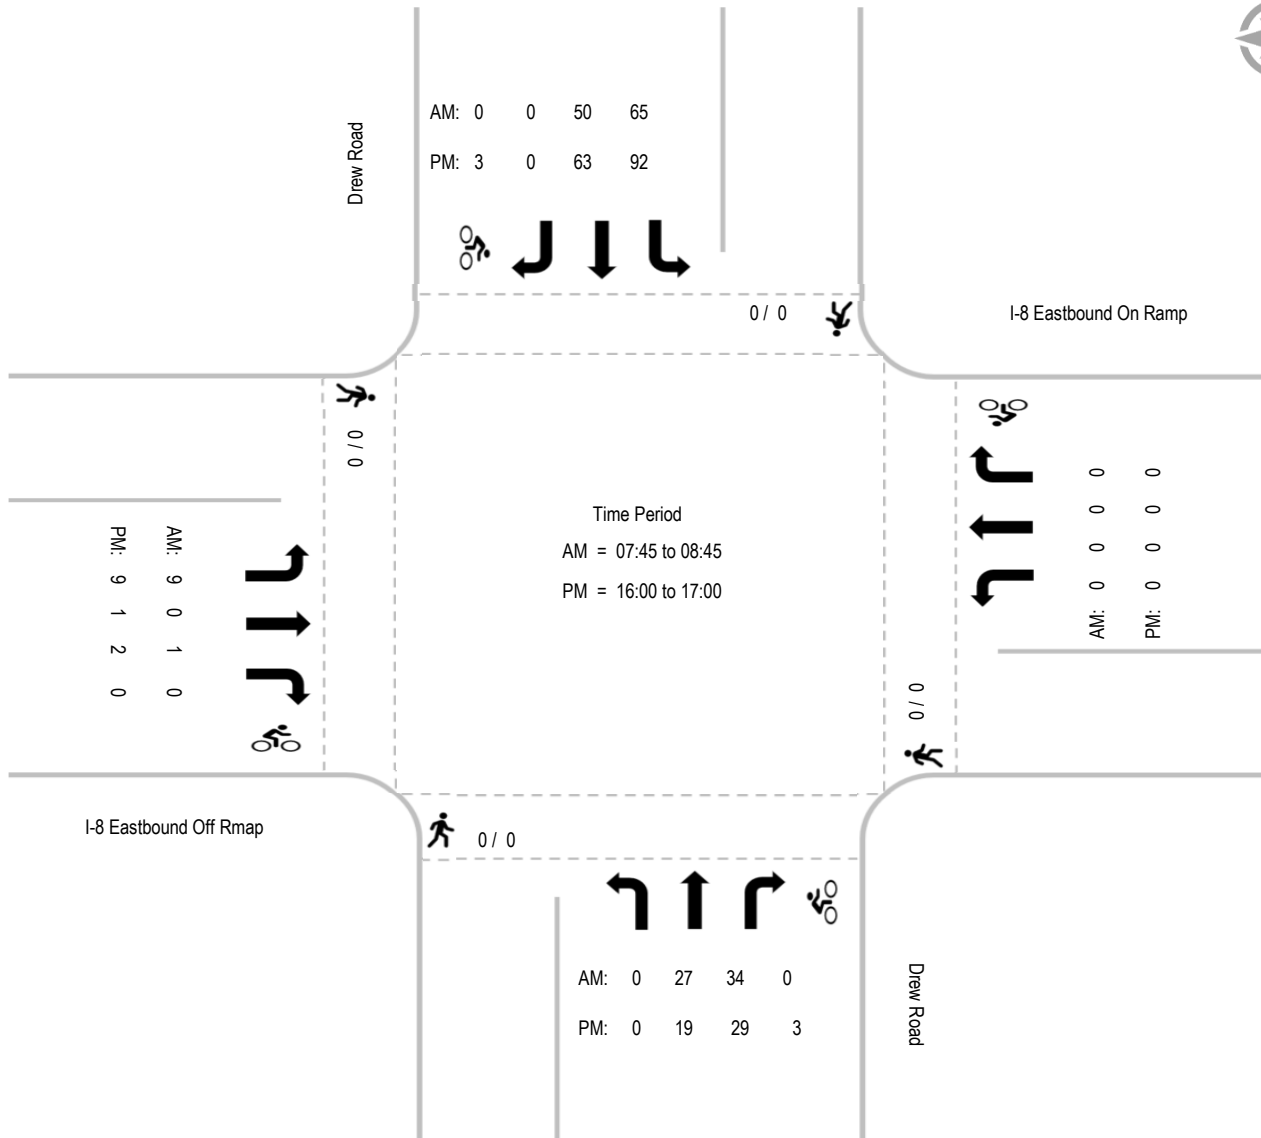 AM: 0 0 50 65
PM: 3 0 63 92
Drew Road
0 / 0
I-8 Eastbound On Ramp
0 / 0
Time Period
AM = 07:45 to 08:45
PM = 16:00 to 17:00
PM: 9 1 2 0
AM: 9 0 1 0
AM: 0 0 0 0
PM: 0 0 0 0
0 / 0
I-8 Eastbound Off Rmap
0 / 0
AM: 0 27 34 0
PM: 0 19 29 3
Drew Road